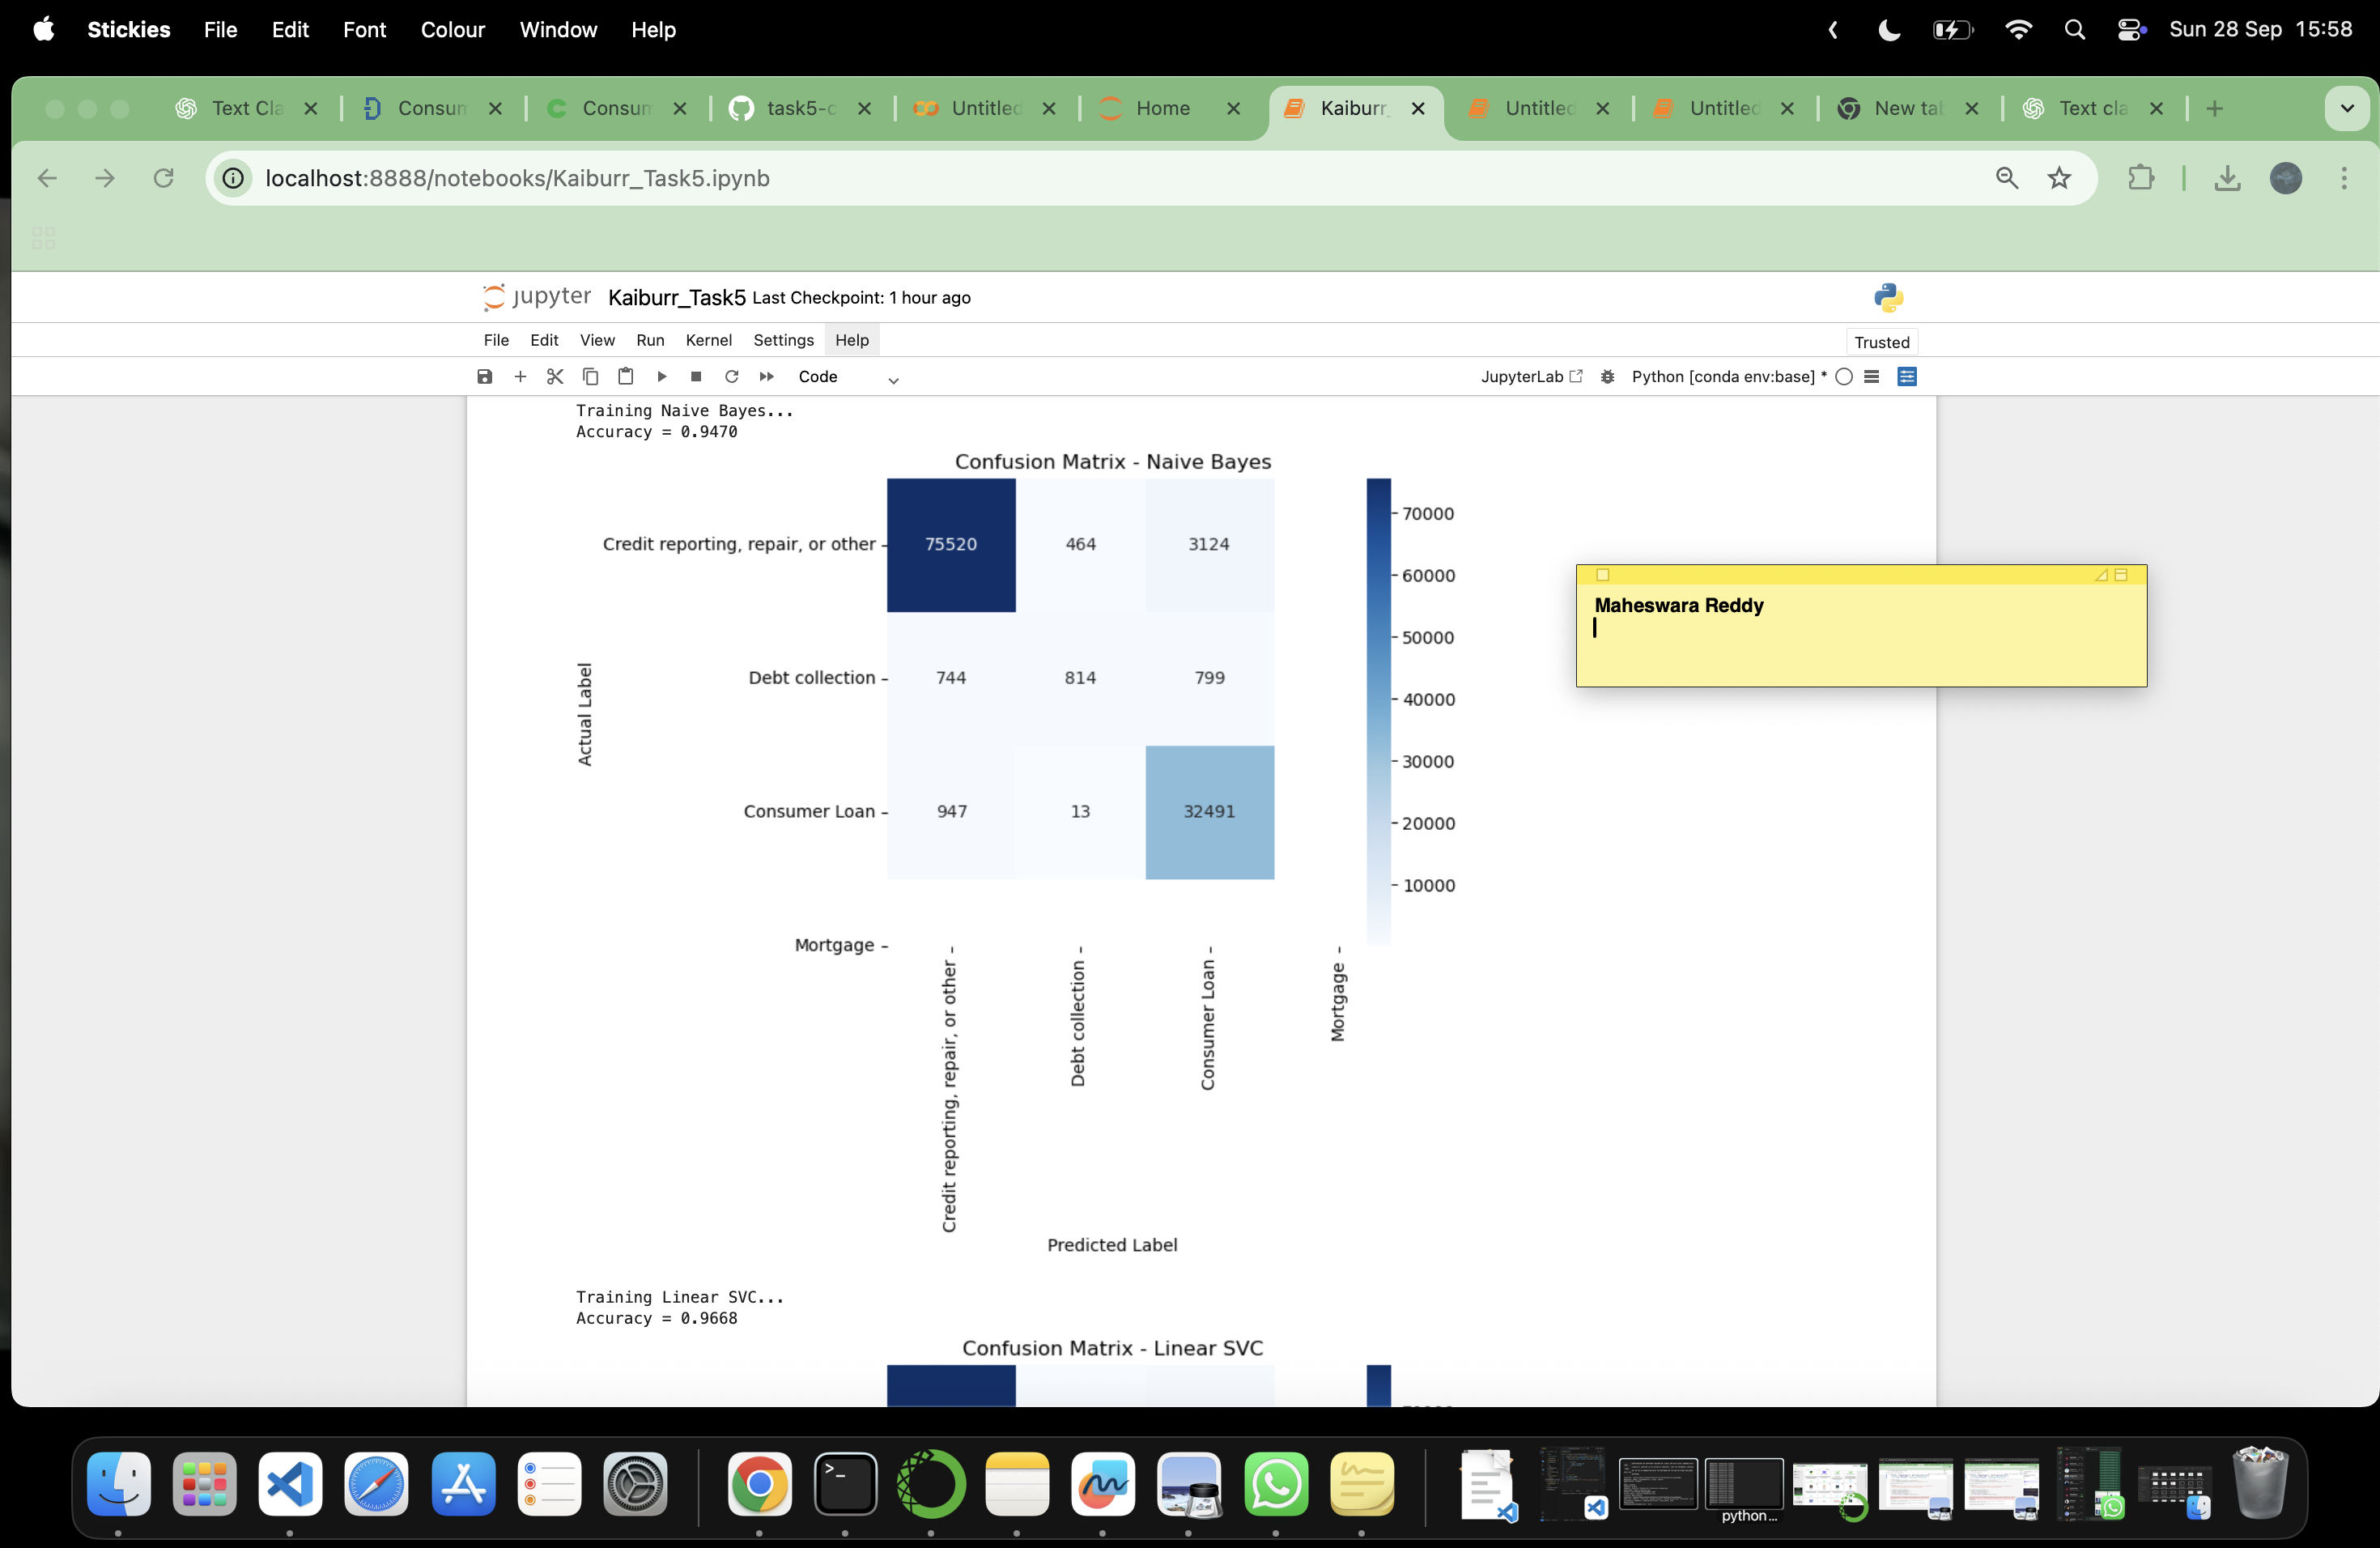 Stickies File Edit Font Colour Window Help Sun 28 Sep 15:58
Text Cla Consum Consum task5-c Untitled Home Kaiburr_ Untitled Untitled New tab Text cla
localhost:8888/notebooks/Kaiburr_Task5.ipynb
jupyter Kaiburr_Task5 Last Checkpoint: 1 hour ago
File Edit View Run Kernel Settings Help Trusted
Code JupyterLab Python [conda env:base] *
Training Naive Bayes...
Accuracy = 0.9470
Confusion Matrix - Naive Bayes
Credit reporting, repair, or other 75520 464 3124
Debt collection 744 814 799
Consumer Loan 947 13 32491
Mortgage
Actual Label
70000
60000
50000
40000
30000
20000
10000
Credit reporting, repair, or other
Debt collection
Consumer Loan
Mortgage
Predicted Label
Maheswara Reddy
Training Linear SVC...
Accuracy = 0.9668
Confusion Matrix - Linear SVC
python...